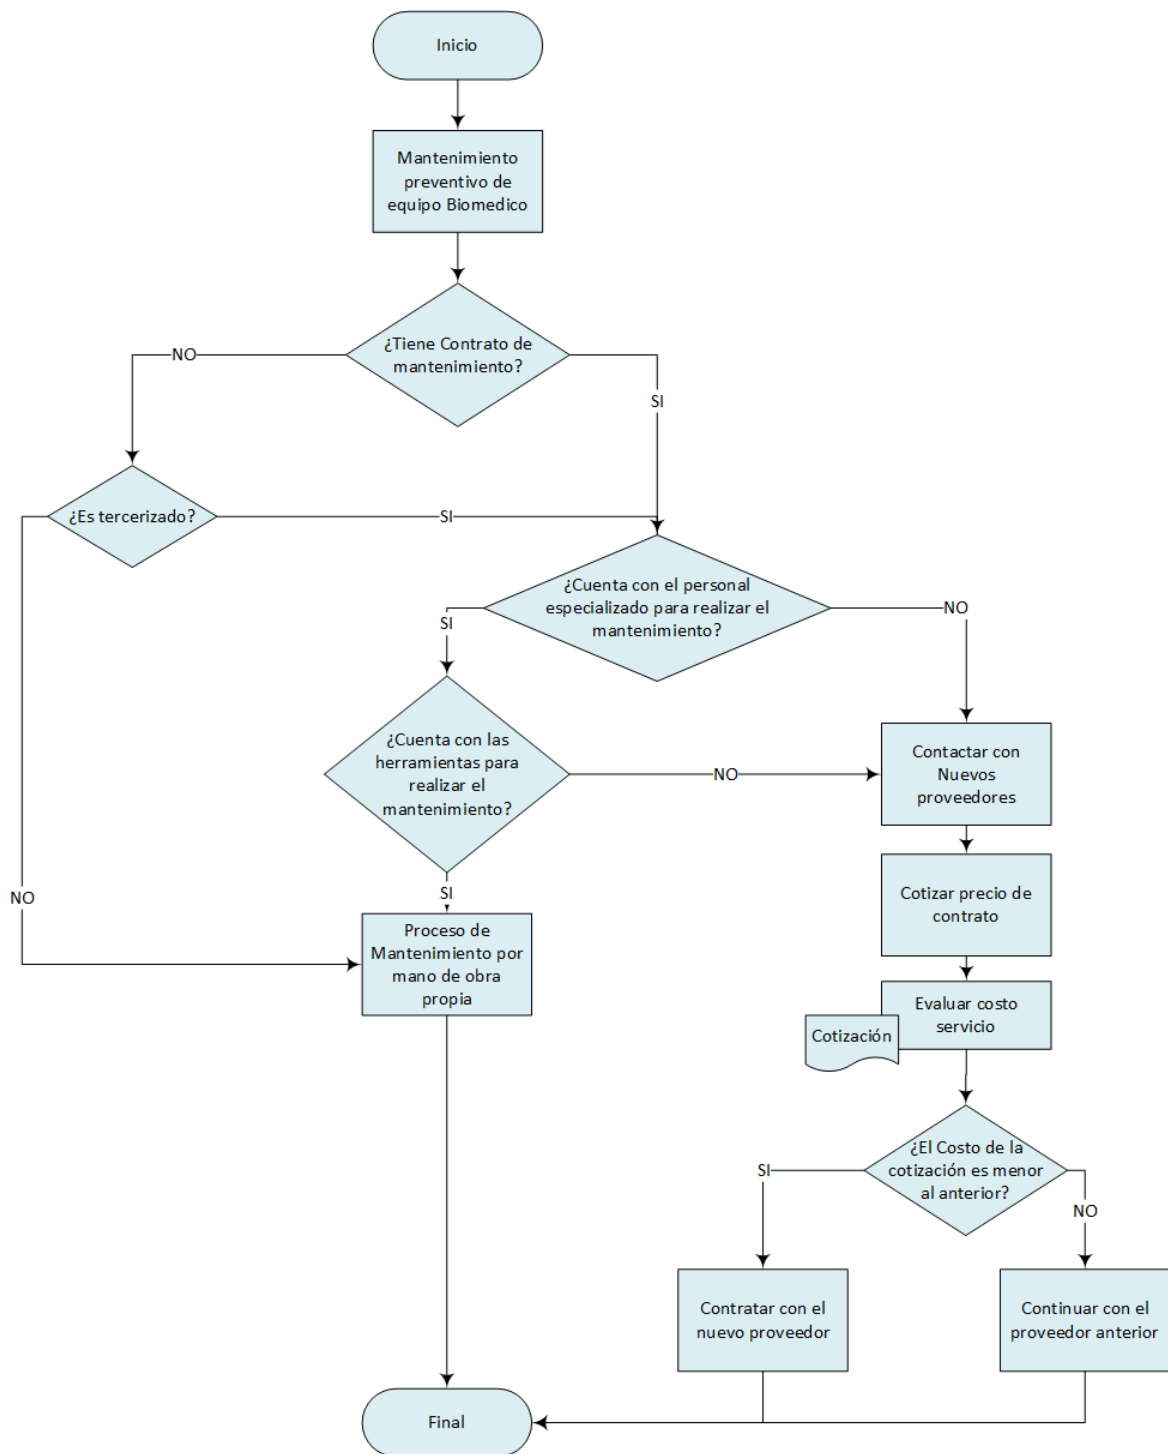 Inicio
Mantenimiento
preventivo de
equipo Biomedico
¿Tiene Contrato de
mantenimiento?
NO
SI
¿Es tercerizado?
SI
¿Cuenta con el personal
especializado para realizar el
mantenimiento?
SI
NO
¿Cuenta con las
herramientas para
realizar el
mantenimiento?
NO
Contactar con
Nuevos
proveedores
NO
SI
Cotizar precio de
contrato
Proceso de
Mantenimiento por
mano de obra
propia
Evaluar costo
servicio
Cotización
¿El Costo de la
cotización es menor
al anterior?
SI
NO
Contratar con el
nuevo proveedor
Continuar con el
proveedor anterior
Final